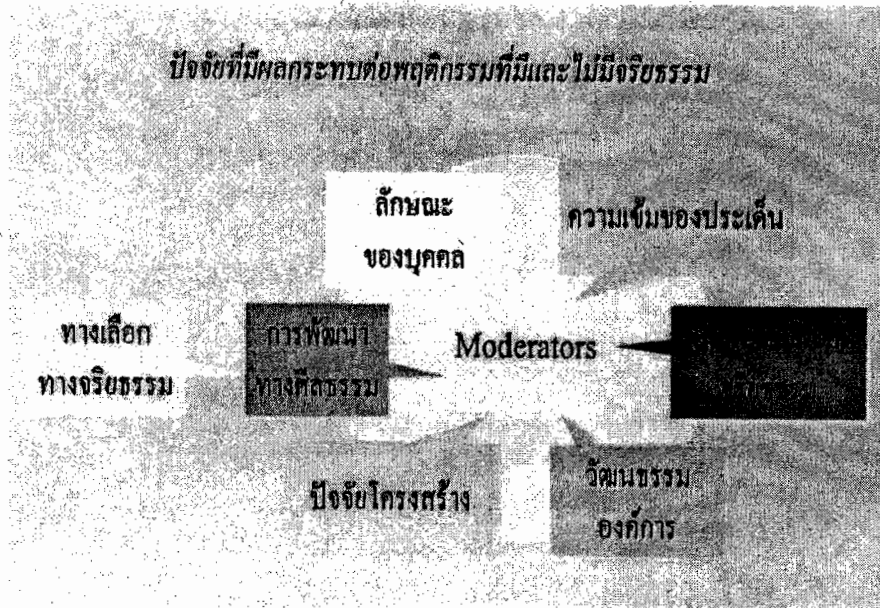 ปัจจัยที่มีผลกระทบต่อพฤติกรรมที่มีและไม่มีจริยธรรม
ลักษณะ
ของบุคคล
ความเข้มของประเด็น
ทางเลือก
ทางจริยธรรม
การพัฒนา
ทางศีลธรรม
Moderators
ปัจจัยโครงสร้าง
วัฒนธรรม
องค์การ